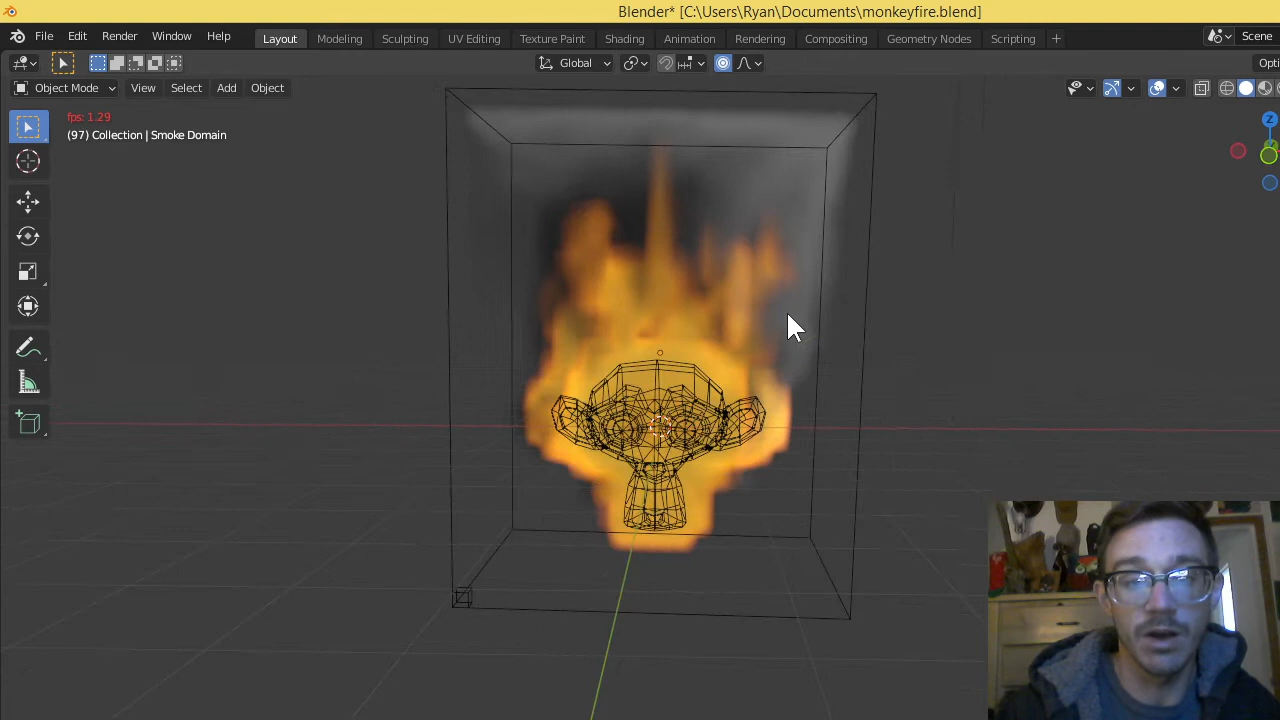 Blender* [C:\Users\Ryan\Documents\monkeyfire.blend]
File Edit Render Window Help Layout Modeling Sculpting UV Editing Texture Paint Shading Animation Rendering Compositing Geometry Nodes Scripting + Scene
Global Opti
Object Mode View Select Add Object
fps: 1.29
(97) Collection | Smoke Domain
Z